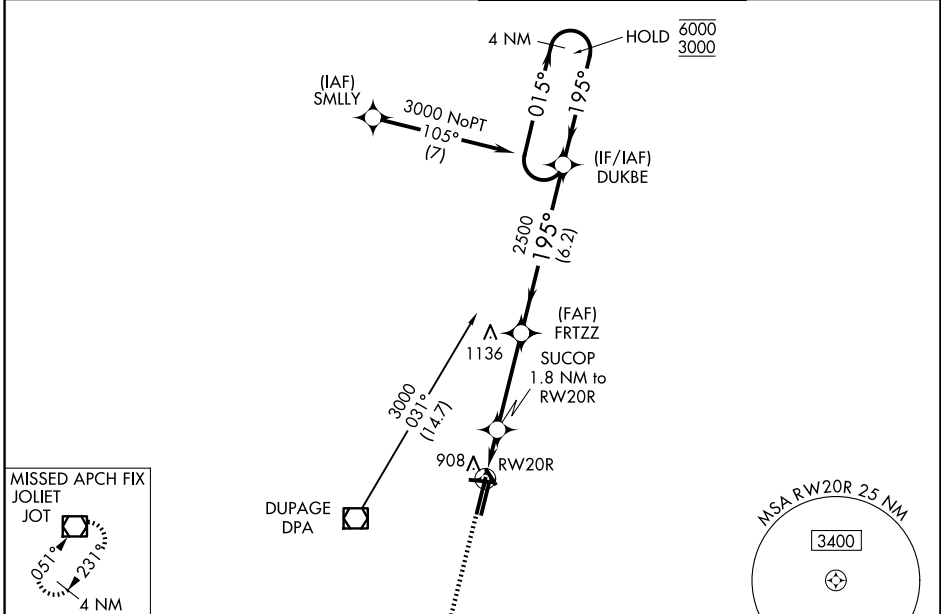 4 NM
HOLD
6000
3000
015°
195°
(IAF)
SMLLY
3000 NoPT
105°
(7)
(IF/IAF)
DUKBE
2500
195°
(6.2)
(FAF)
FRTZZ
1136
SUCOP
1.8 NM to
RW20R
3000
031°
(14.7)
908
RW20R
DUPAGE
DPA
MISSED APCH FIX
JOLIET
JOT
051°
231°
4 NM
MSA RW20R 25 NM
3400